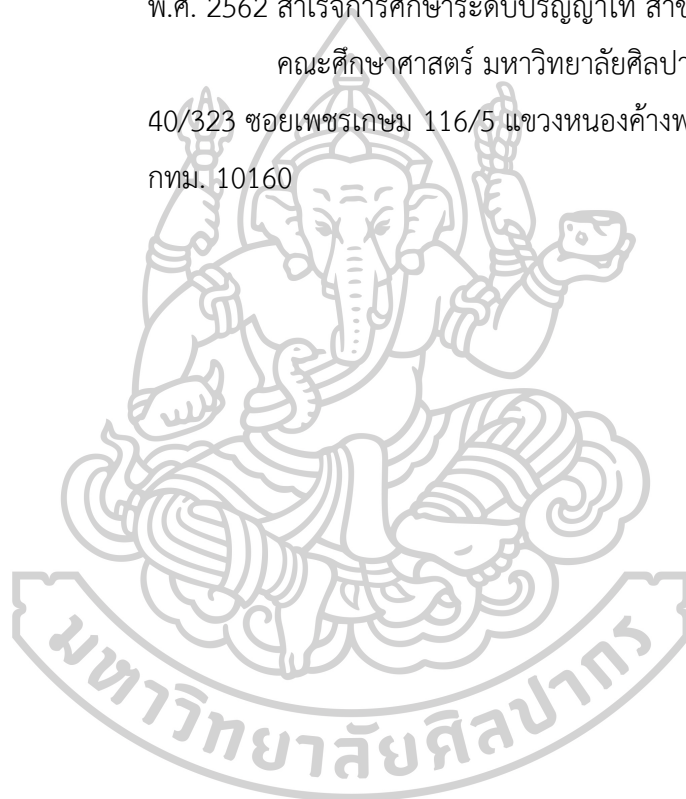 พ.ศ. 2562 สำเร็จการศึกษาระดับปริญญาโท
คณะศึกษาศาสตร์ มหาวิทยาลัยศิลปา
40/323 ซอยเพชรเกษม 116/5 แขวงหนองค้างพ
กทม. 10160
มหาวิทยาลัยศิลปากร